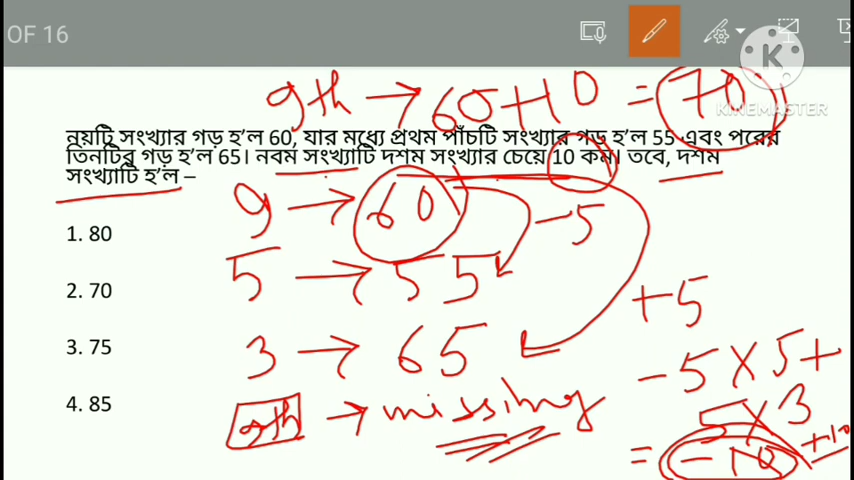 OF 16
9th → 60+10 = 70
KINEMASTER
নয়টি সংখ্যার গড় হ'ল 60, যার মধ্যে প্রথম পাঁচটি সংখ্যার গড় হ'ল 55 এবং পরের
তিনটির গড় হ'ল 65। নবম সংখ্যাটি দশম সংখ্যার চেয়ে 10 কম। তবে, দশম
সংখ্যাটি হ'ল –
9 → 60
-5
1. 80
5 → 55
2. 70
+5
3 → 65
3. 75
-5×5+
5×3
4. 85
9th → missing
= -10
+10